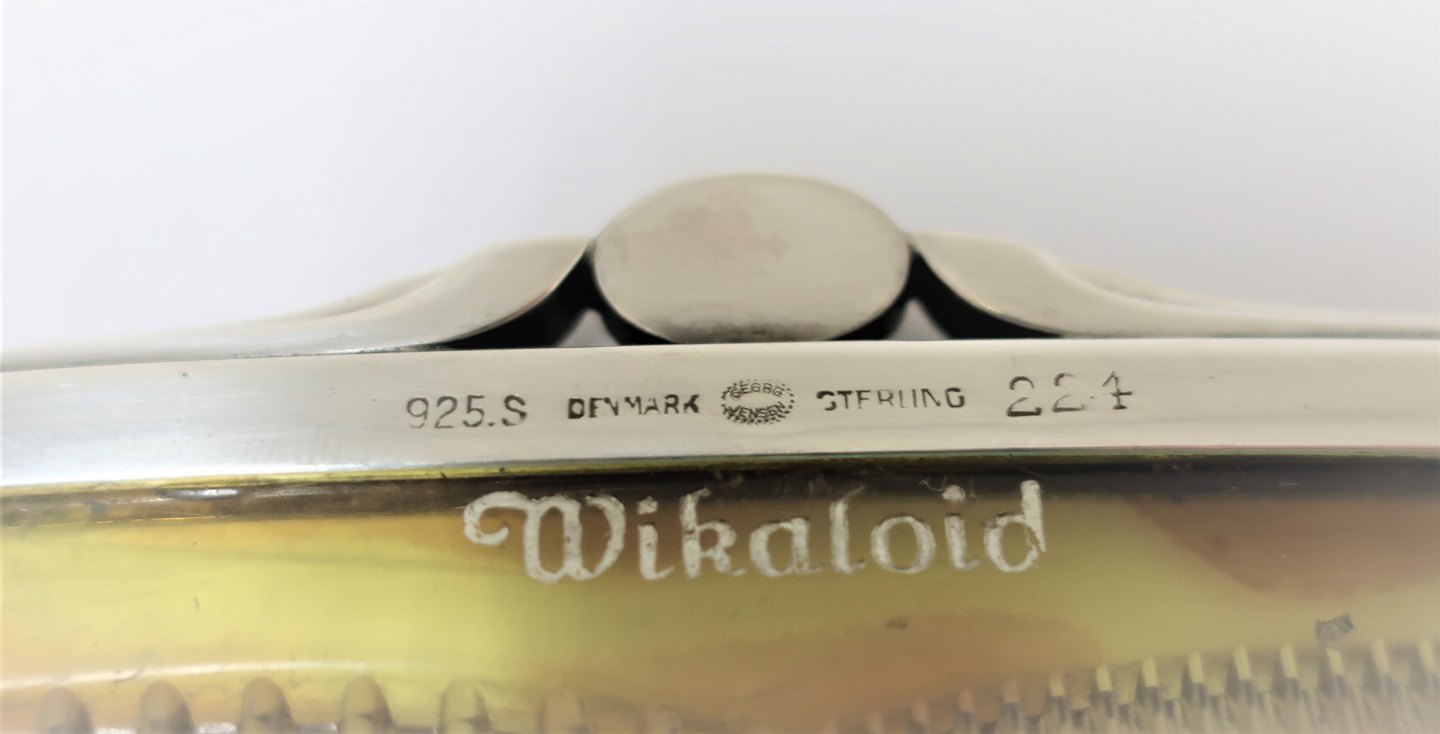 925.S DENMARK GEORG JENSEN STERLING 224
Wikaloid